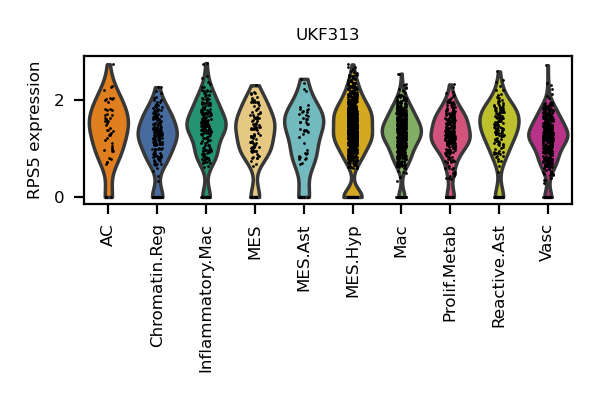 UKF313
RPS5 expression
2
0
AC
Chromatin.Reg
Inflammatory.Mac
MES
MES.Ast
MES.Hyp
Mac
Prolif.Metab
Reactive.Ast
Vasc